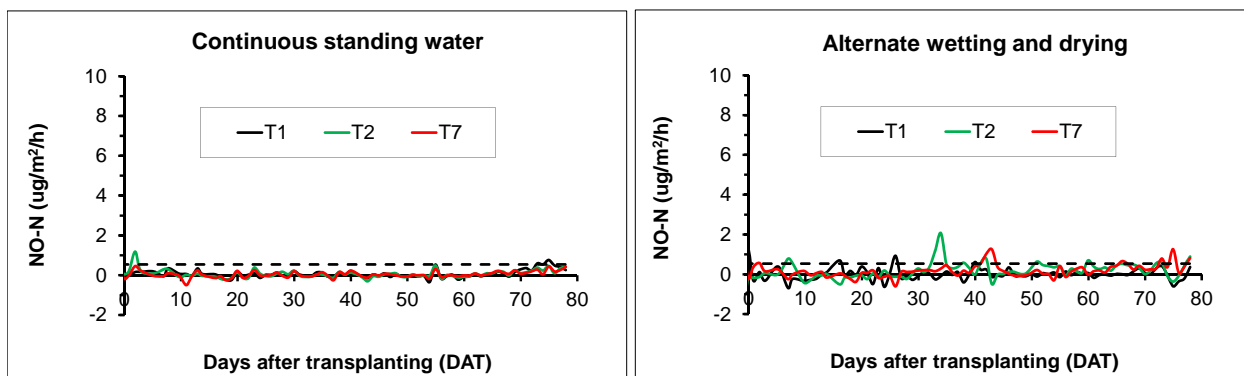 Continuous standing water
NO-N (ug/m²/h)
10
8
6
4
2
0
-2
T1 T2 T7
0 10 20 30 40 50 60 70 80
Days after transplanting (DAT)
Alternate wetting and drying
NO-N (ug/m²/h)
10
8
6
4
2
0
-2
T1 T2 T7
0 10 20 30 40 50 60 70 80
Days after transplanting (DAT)